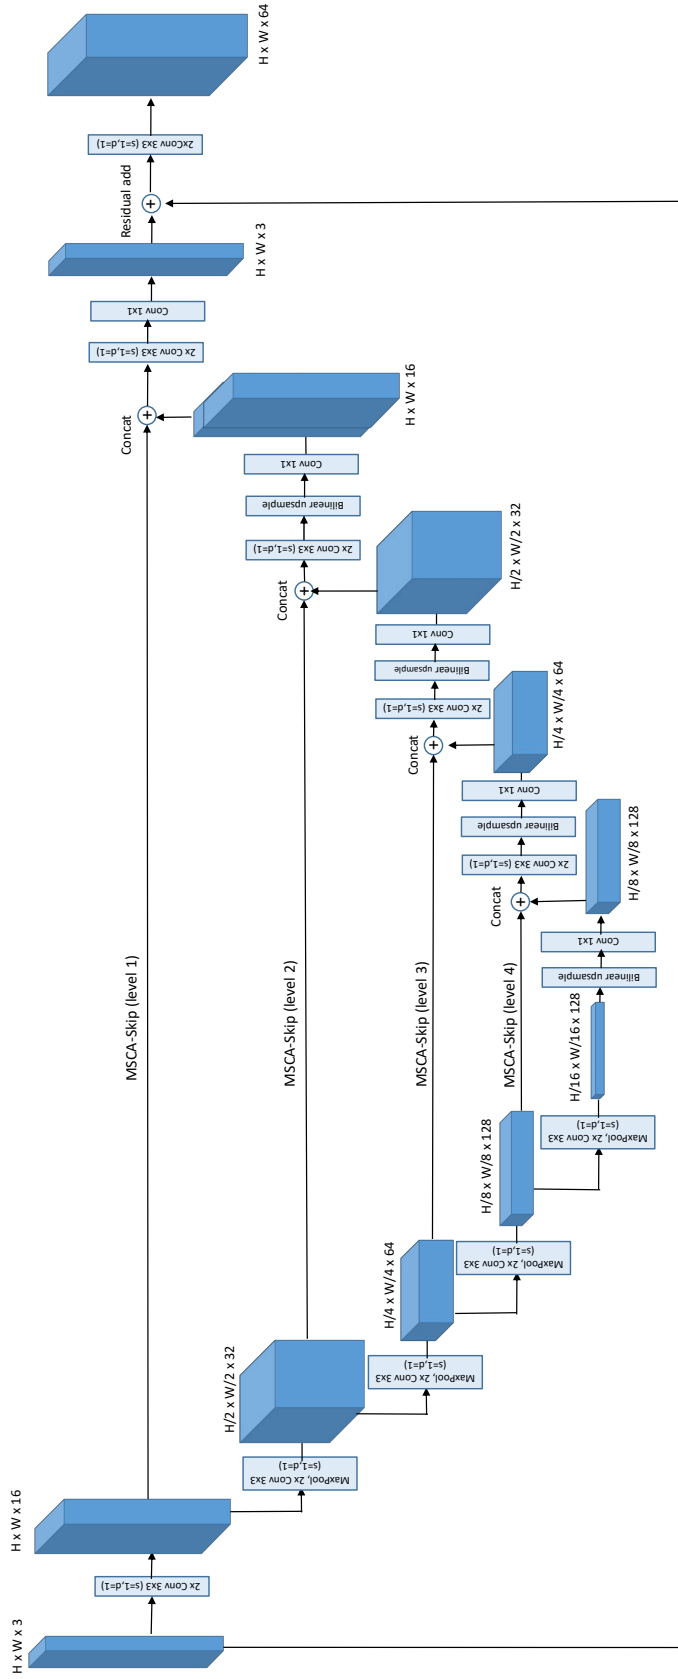 H x W x 3
2x Conv 3x3 (s=1,d=1)
H x W x 16
MSCA-Skip (level 1)
MaxPool, 2x Conv 3x3
(s=1,d=1)
H/2 x W/2 x 32
MSCA-Skip (level 2)
MaxPool, 2x Conv 3x3
(s=1,d=1)
H/4 x W/4 x 64
MSCA-Skip (level 3)
MaxPool, 2x Conv 3x3
(s=1,d=1)
H/8 x W/8 x 128
MSCA-Skip (level 4)
MaxPool, 2x Conv 3x3
(s=1,d=1)
H/16 x W/16 x 128
Bilinear upsample
Conv 1x1
H/8 x W/8 x 128
Concat
+
2x Conv 3x3 (s=1,d=1)
Bilinear upsample
Conv 1x1
H/4 x W/4 x 64
Concat
+
2x Conv 3x3 (s=1,d=1)
Bilinear upsample
Conv 1x1
H/2 x W/2 x 32
Concat
+
2x Conv 3x3 (s=1,d=1)
Bilinear upsample
Conv 1x1
H x W x 16
Concat
+
2x Conv 3x3 (s=1,d=1)
Conv 1x1
H x W x 3
Residual add
+
2xConv 3x3 (s=1,d=1)
H x W x 64